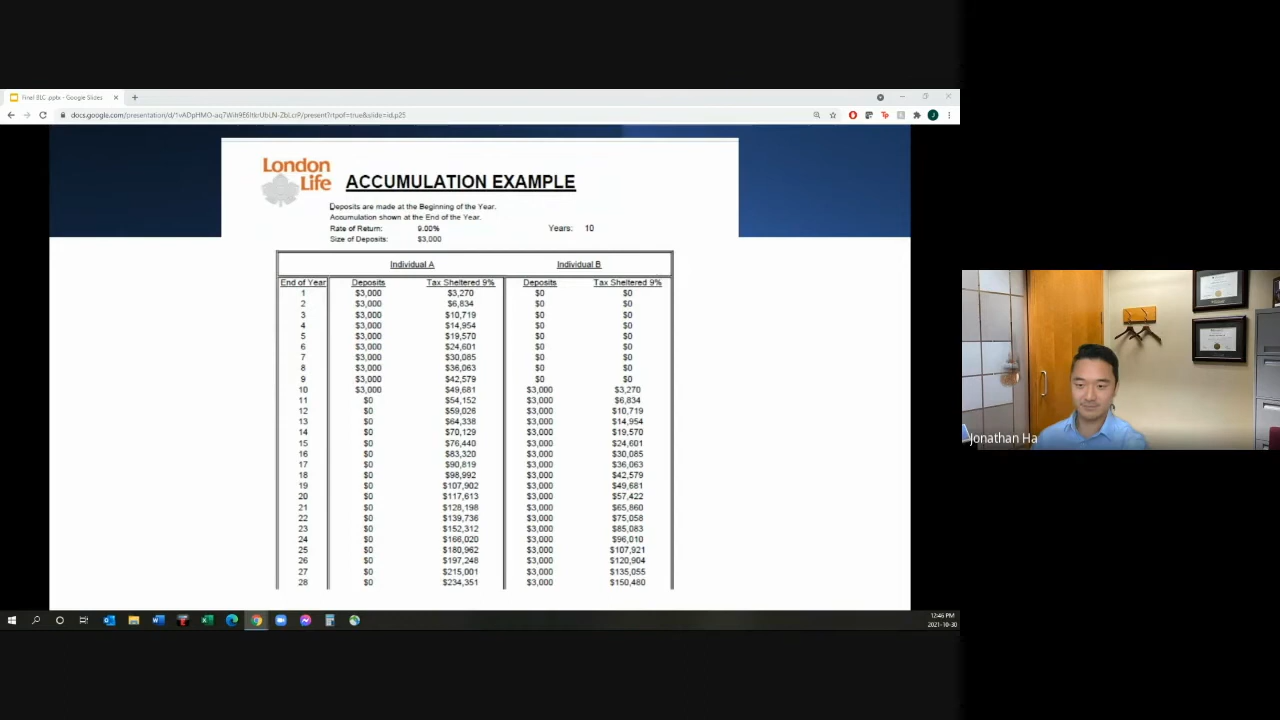 Final BLC .pptx - Google Slides
London
Life
ACCUMULATION EXAMPLE
Deposits are made at the Beginning of the Year.
Accumulation shown at the End of the Year.
Rate of Return: 9.00% Years: 10
Size of Deposits: $3,000
Individual A Individual B
End of Year Deposits Tax Sheltered 9% Deposits Tax Sheltered 9%
1 $3,000 $3,270 $0 $0
2 $3,000 $6,834 $0 $0
3 $3,000 $10,719 $0 $0
4 $3,000 $14,954 $0 $0
5 $3,000 $19,570 $0 $0
6 $3,000 $24,601 $0 $0
7 $3,000 $30,085 $0 $0
8 $3,000 $36,063 $0 $0
9 $3,000 $42,579 $0 $0
10 $3,000 $49,681 $3,000 $3,270
11 $0 $54,152 $3,000 $6,834
12 $0 $59,026 $3,000 $10,719
13 $0 $64,338 $3,000 $14,954
14 $0 $70,129 $3,000 $19,570
15 $0 $76,440 $3,000 $24,601
16 $0 $83,320 $3,000 $30,085
17 $0 $90,819 $3,000 $36,063
18 $0 $98,992 $3,000 $42,579
19 $0 $107,902 $3,000 $49,681
20 $0 $117,613 $3,000 $57,422
21 $0 $128,198 $3,000 $65,860
22 $0 $139,736 $3,000 $75,058
23 $0 $152,312 $3,000 $85,083
24 $0 $166,020 $3,000 $96,010
25 $0 $180,962 $3,000 $107,921
26 $0 $197,248 $3,000 $120,904
27 $0 $215,001 $3,000 $135,055
28 $0 $234,351 $3,000 $150,480
Jonathan Ha
12:46 PM
2021-10-30